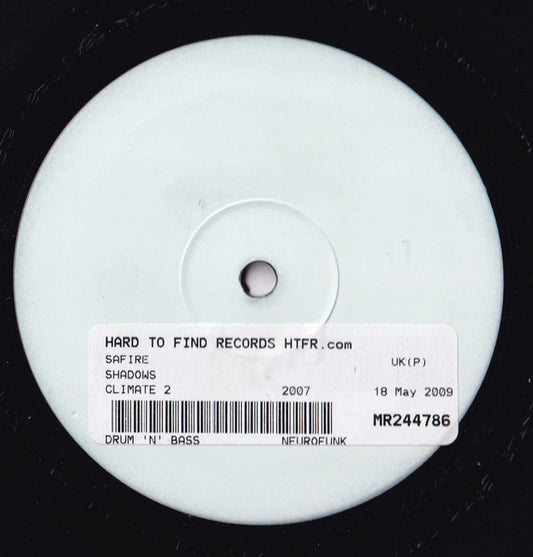 HARD TO FIND RECORDS HTFR.com
SAFIRE UK(P)
SHADOWS
CLIMATE 2 2007 18 May 2009
MR244786
DRUM 'N' BASS NEUROFUNK